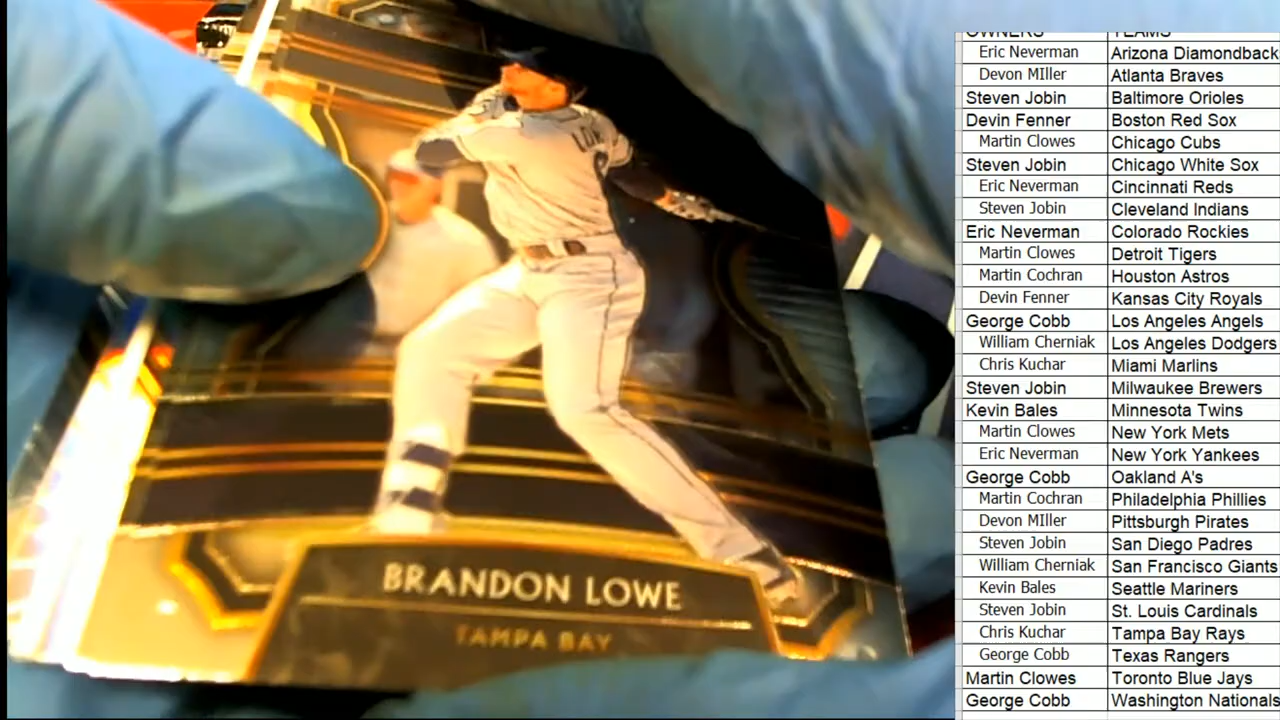 BRANDON LOWE
TAMPA BAY
LOW
OWNERS TEAMS
Eric Neverman Arizona Diamondback
Devon MIller Atlanta Braves
Steven Jobin Baltimore Orioles
Devin Fenner Boston Red Sox
Martin Clowes Chicago Cubs
Steven Jobin Chicago White Sox
Eric Neverman Cincinnati Reds
Steven Jobin Cleveland Indians
Eric Neverman Colorado Rockies
Martin Clowes Detroit Tigers
Martin Cochran Houston Astros
Devin Fenner Kansas City Royals
George Cobb Los Angeles Angels
William Cherniak Los Angeles Dodgers
Chris Kuchar Miami Marlins
Steven Jobin Milwaukee Brewers
Kevin Bales Minnesota Twins
Martin Clowes New York Mets
Eric Neverman New York Yankees
George Cobb Oakland A's
Martin Cochran Philadelphia Phillies
Devon MIller Pittsburgh Pirates
Steven Jobin San Diego Padres
William Cherniak San Francisco Giants
Kevin Bales Seattle Mariners
Steven Jobin St. Louis Cardinals
Chris Kuchar Tampa Bay Rays
George Cobb Texas Rangers
Martin Clowes Toronto Blue Jays
George Cobb Washington Nationals